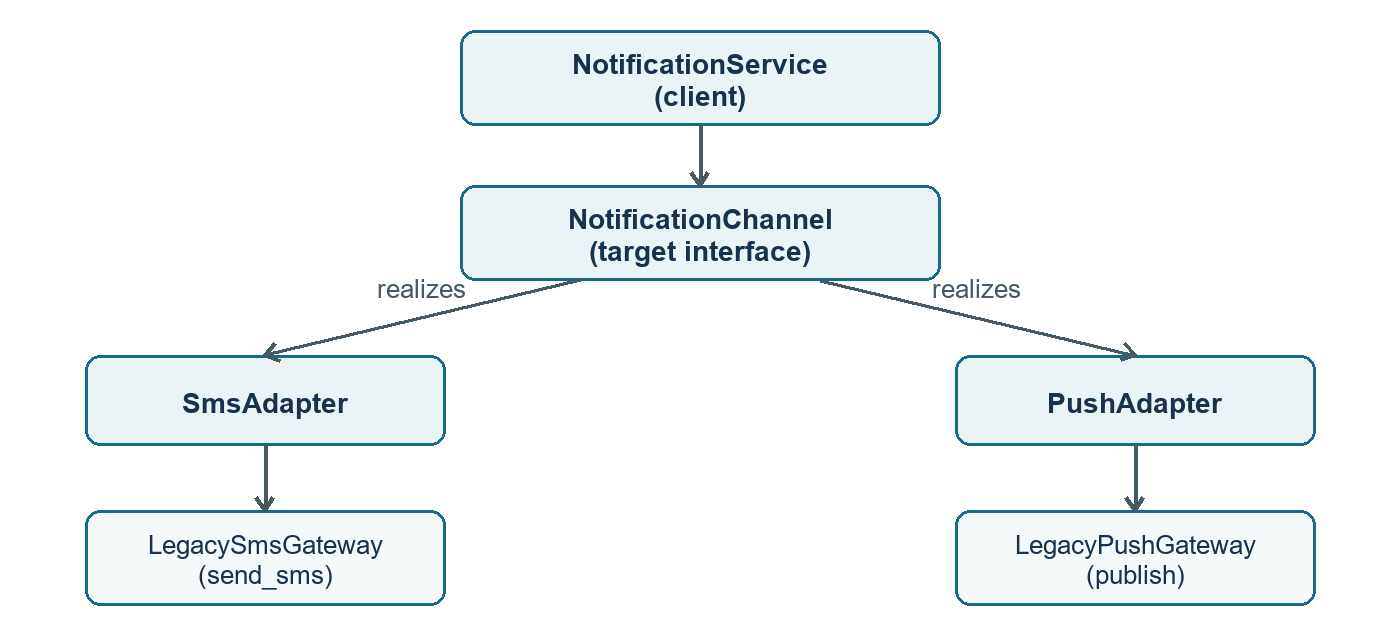 NotificationService
(client)
NotificationChannel
(target interface)
realizes
realizes
SmsAdapter
PushAdapter
LegacySmsGateway
(send_sms)
LegacyPushGateway
(publish)